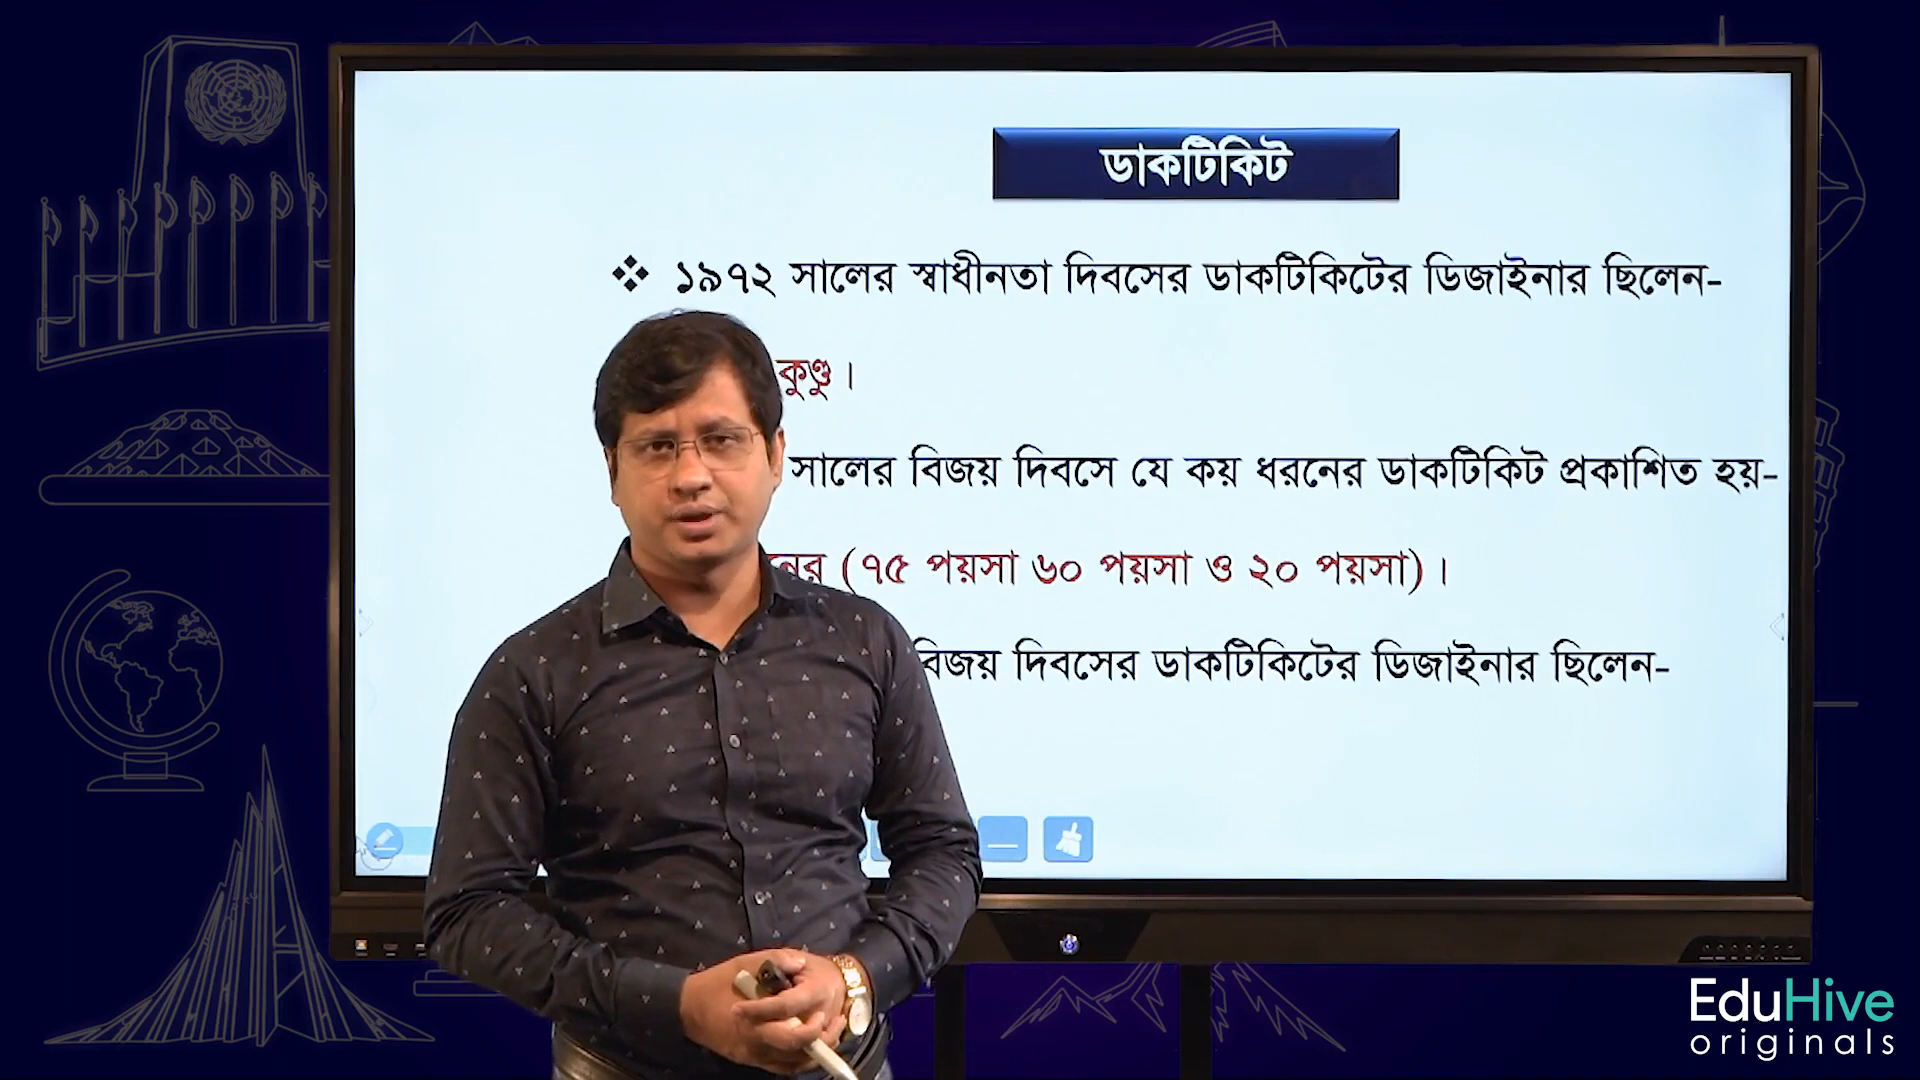 ডাকটিকিট
❖ ১৯৭২ সালের স্বাধীনতা দিবসের ডাকটিকিটের ডিজাইনার ছিলেন-
কুণ্ডু।
সালের বিজয় দিবসে যে কয় ধরনের ডাকটিকিট প্রকাশিত হয়-
(৭৫ পয়সা ৬০ পয়সা ও ২০ পয়সা)।
বিজয় দিবসের ডাকটিকিটের ডিজাইনার ছিলেন-
EduHive
originals